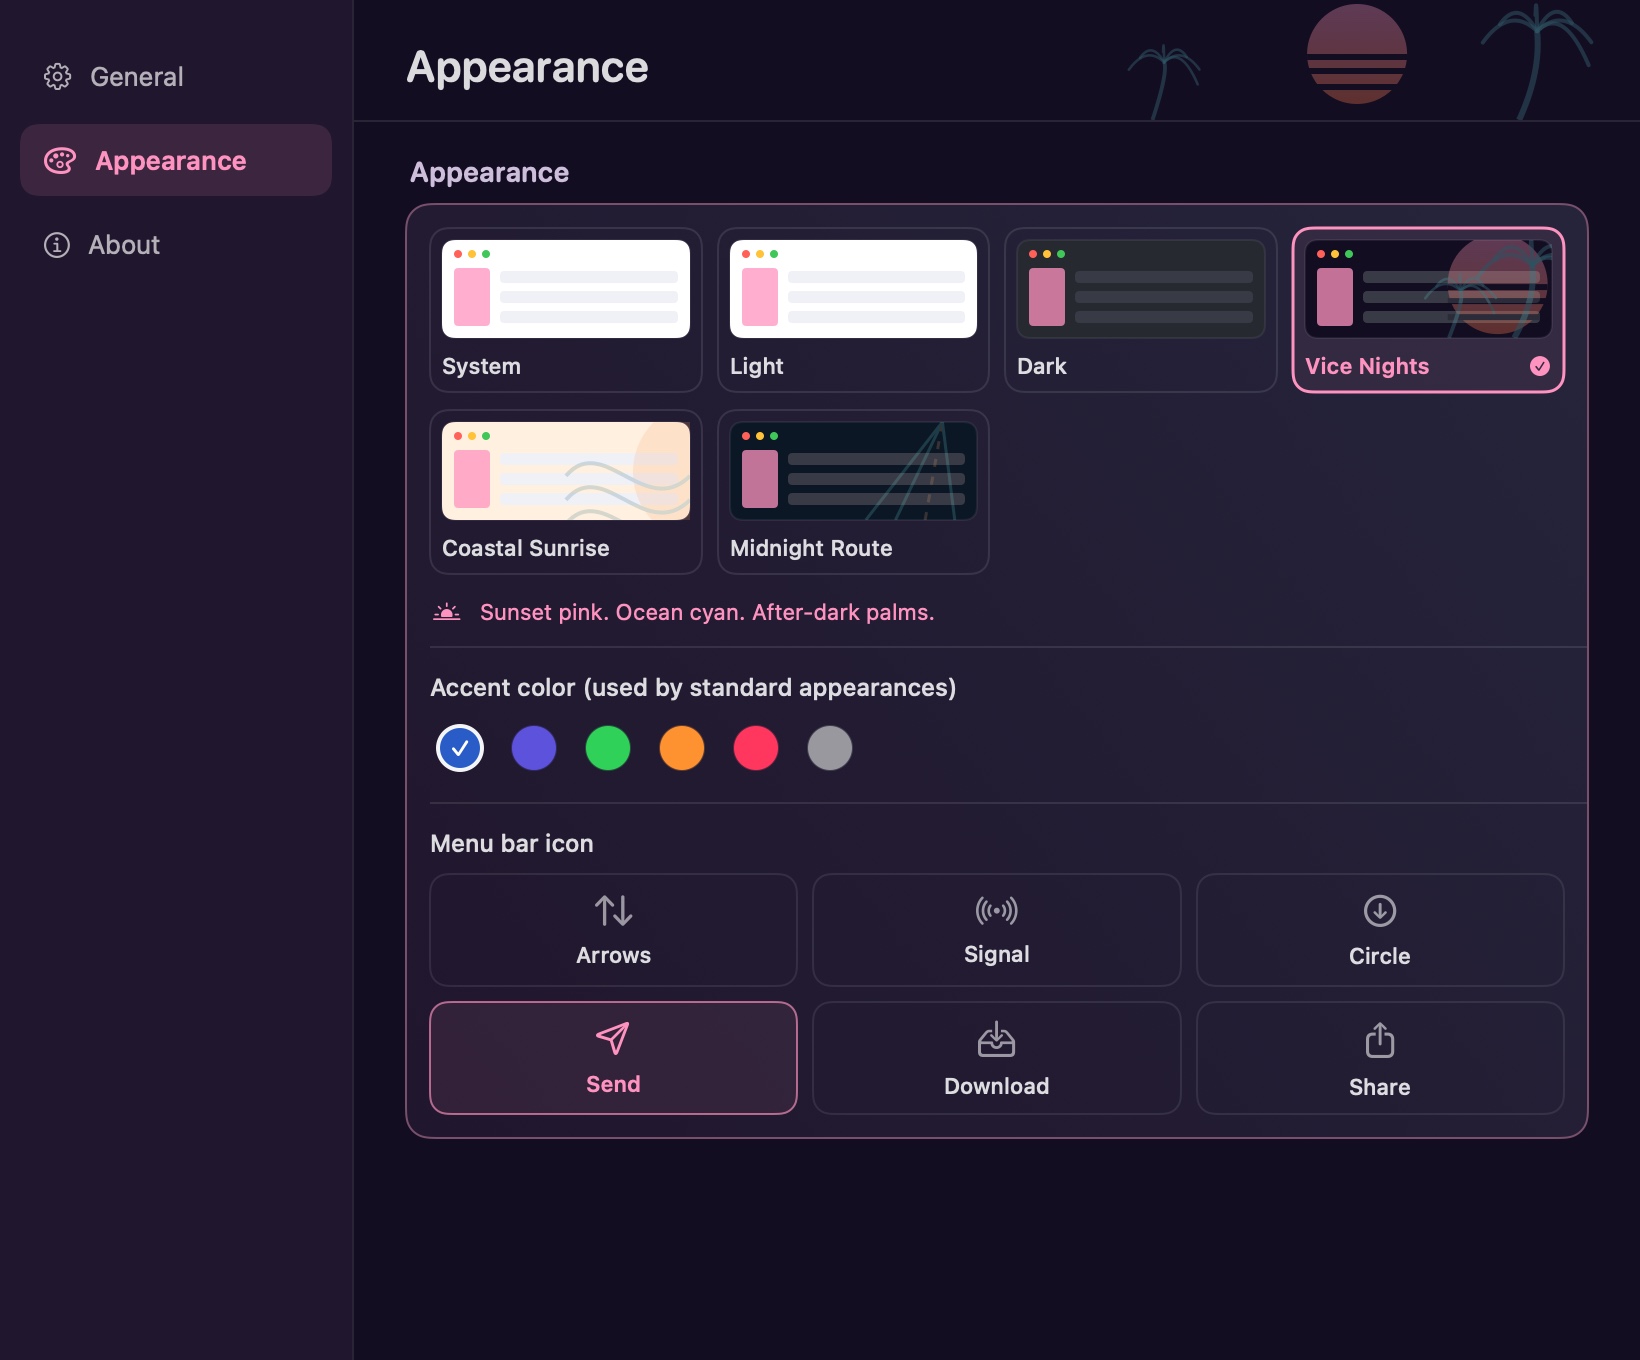 General
Appearance
About
Appearance
Appearance
System
Light
Dark
Vice Nights
Coastal Sunrise
Midnight Route
Sunset pink. Ocean cyan. After-dark palms.
Accent color (used by standard appearances)
Menu bar icon
Arrows
Signal
Circle
Send
Download
Share